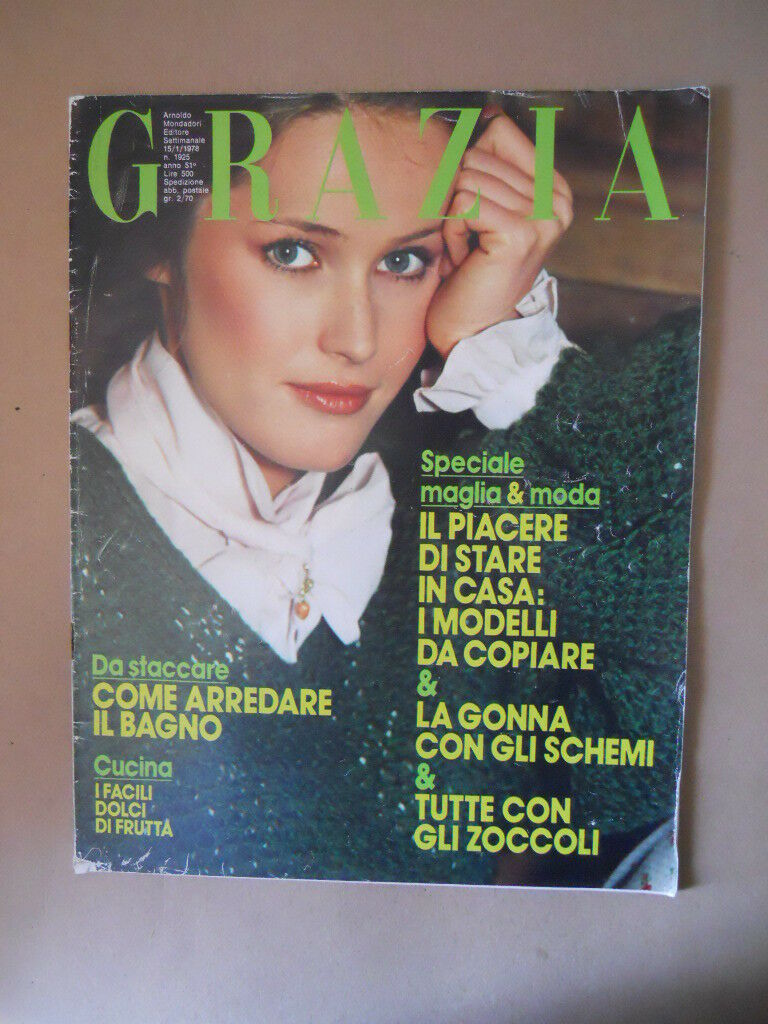 GRAZIA
Arnoldo
Mondadori
Editore
Settimanale
15/1/1978
n. 1925
anno 51°
Lire 500
Spedizione
abb. postale
gr. 2/70
Speciale
maglia & moda
IL PIACERE
DI STARE
IN CASA:
I MODELLI
DA COPIARE
&
LA GONNA
CON GLI SCHEMI
&
TUTTE CON
GLI ZOCCOLI
Da staccare
COME ARREDARE
IL BAGNO
Cucina
I FACILI
DOLCI
DI FRUTTA